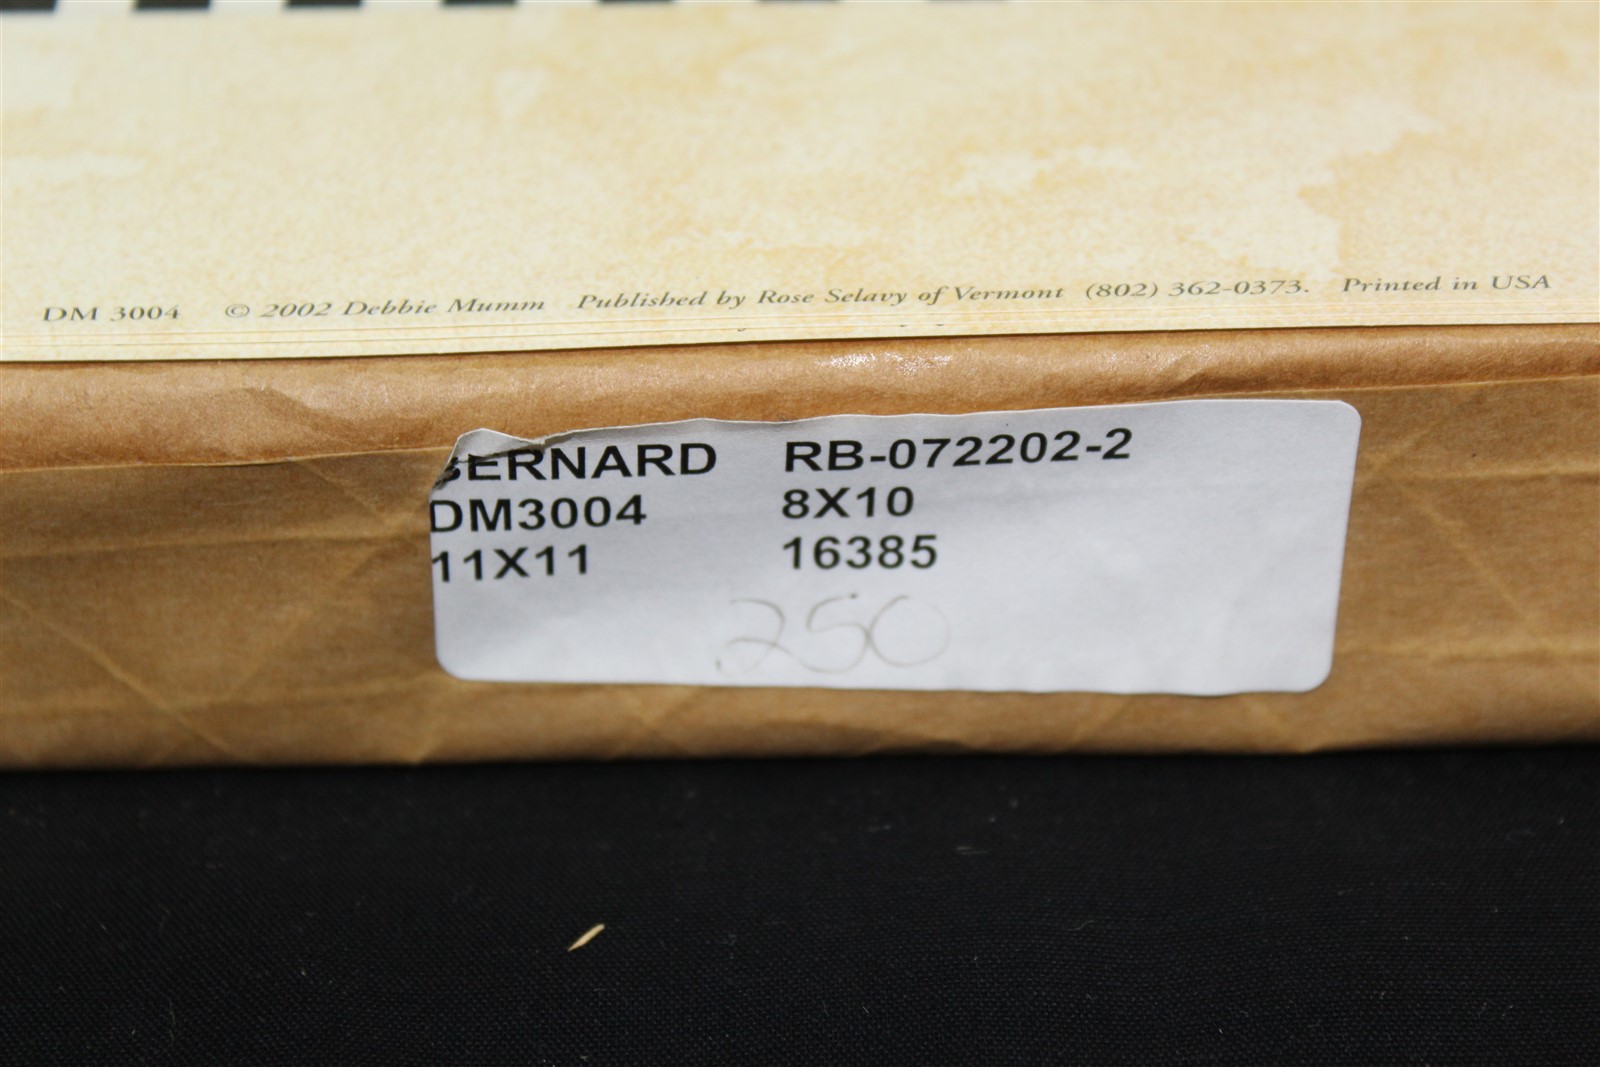 DM 3004 © 2002 Debbie Mumm Published by Rose Selavy of Vermont (802) 362-0373. Printed in USA
BERNARD RB-072202-2
DM3004 8X10
11X11 16385
250